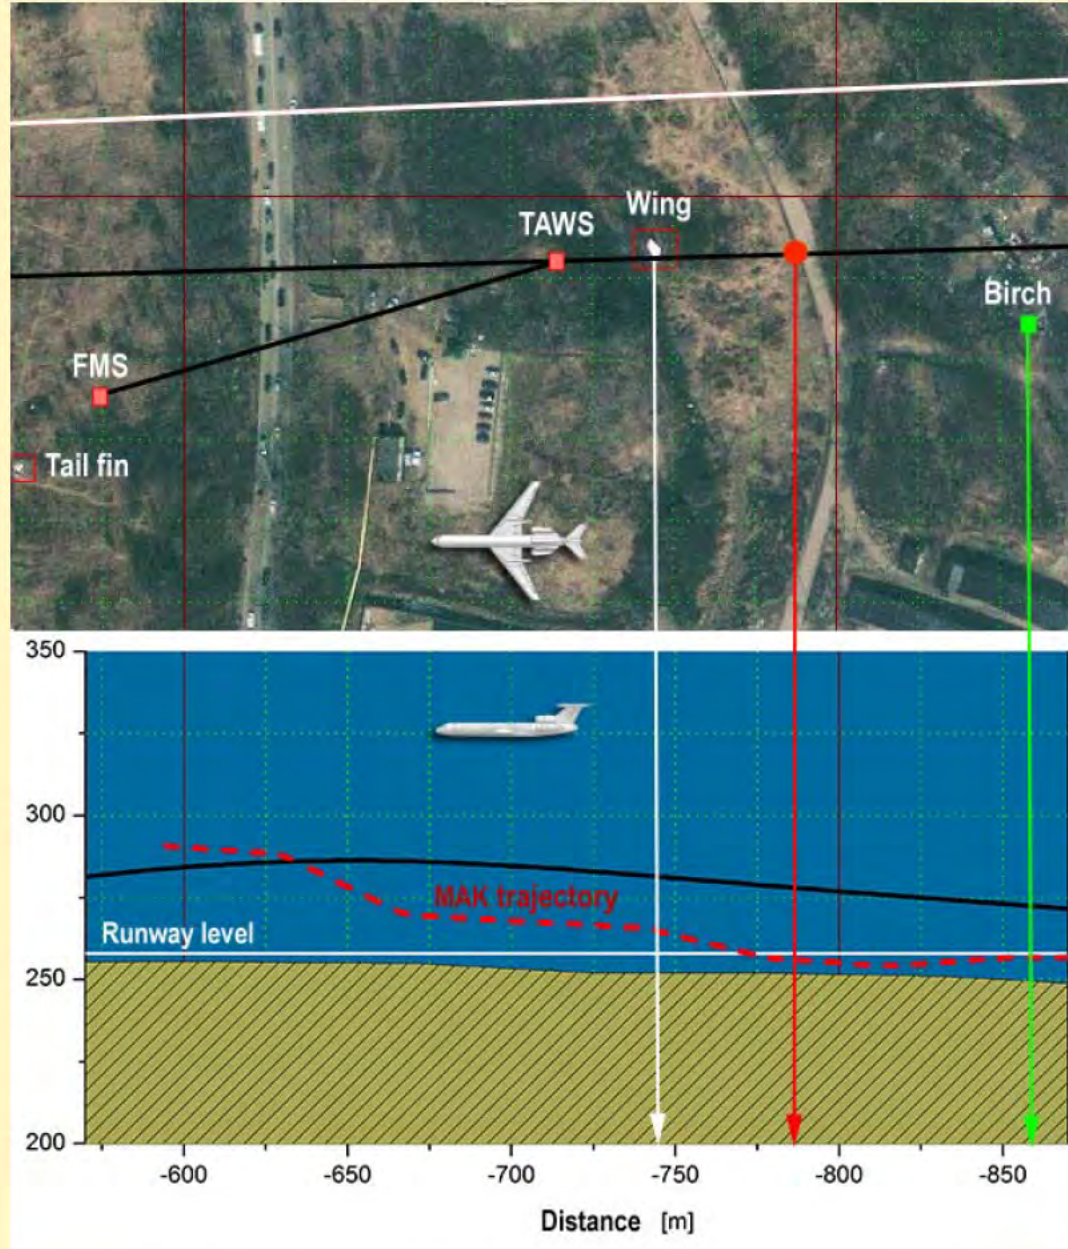 Wing
TAWS
Birch
FMS
Tail fin
350
300
MAK trajectory
Runway level
250
200
-600 -650 -700 -750 -800 -850
Distance [m]